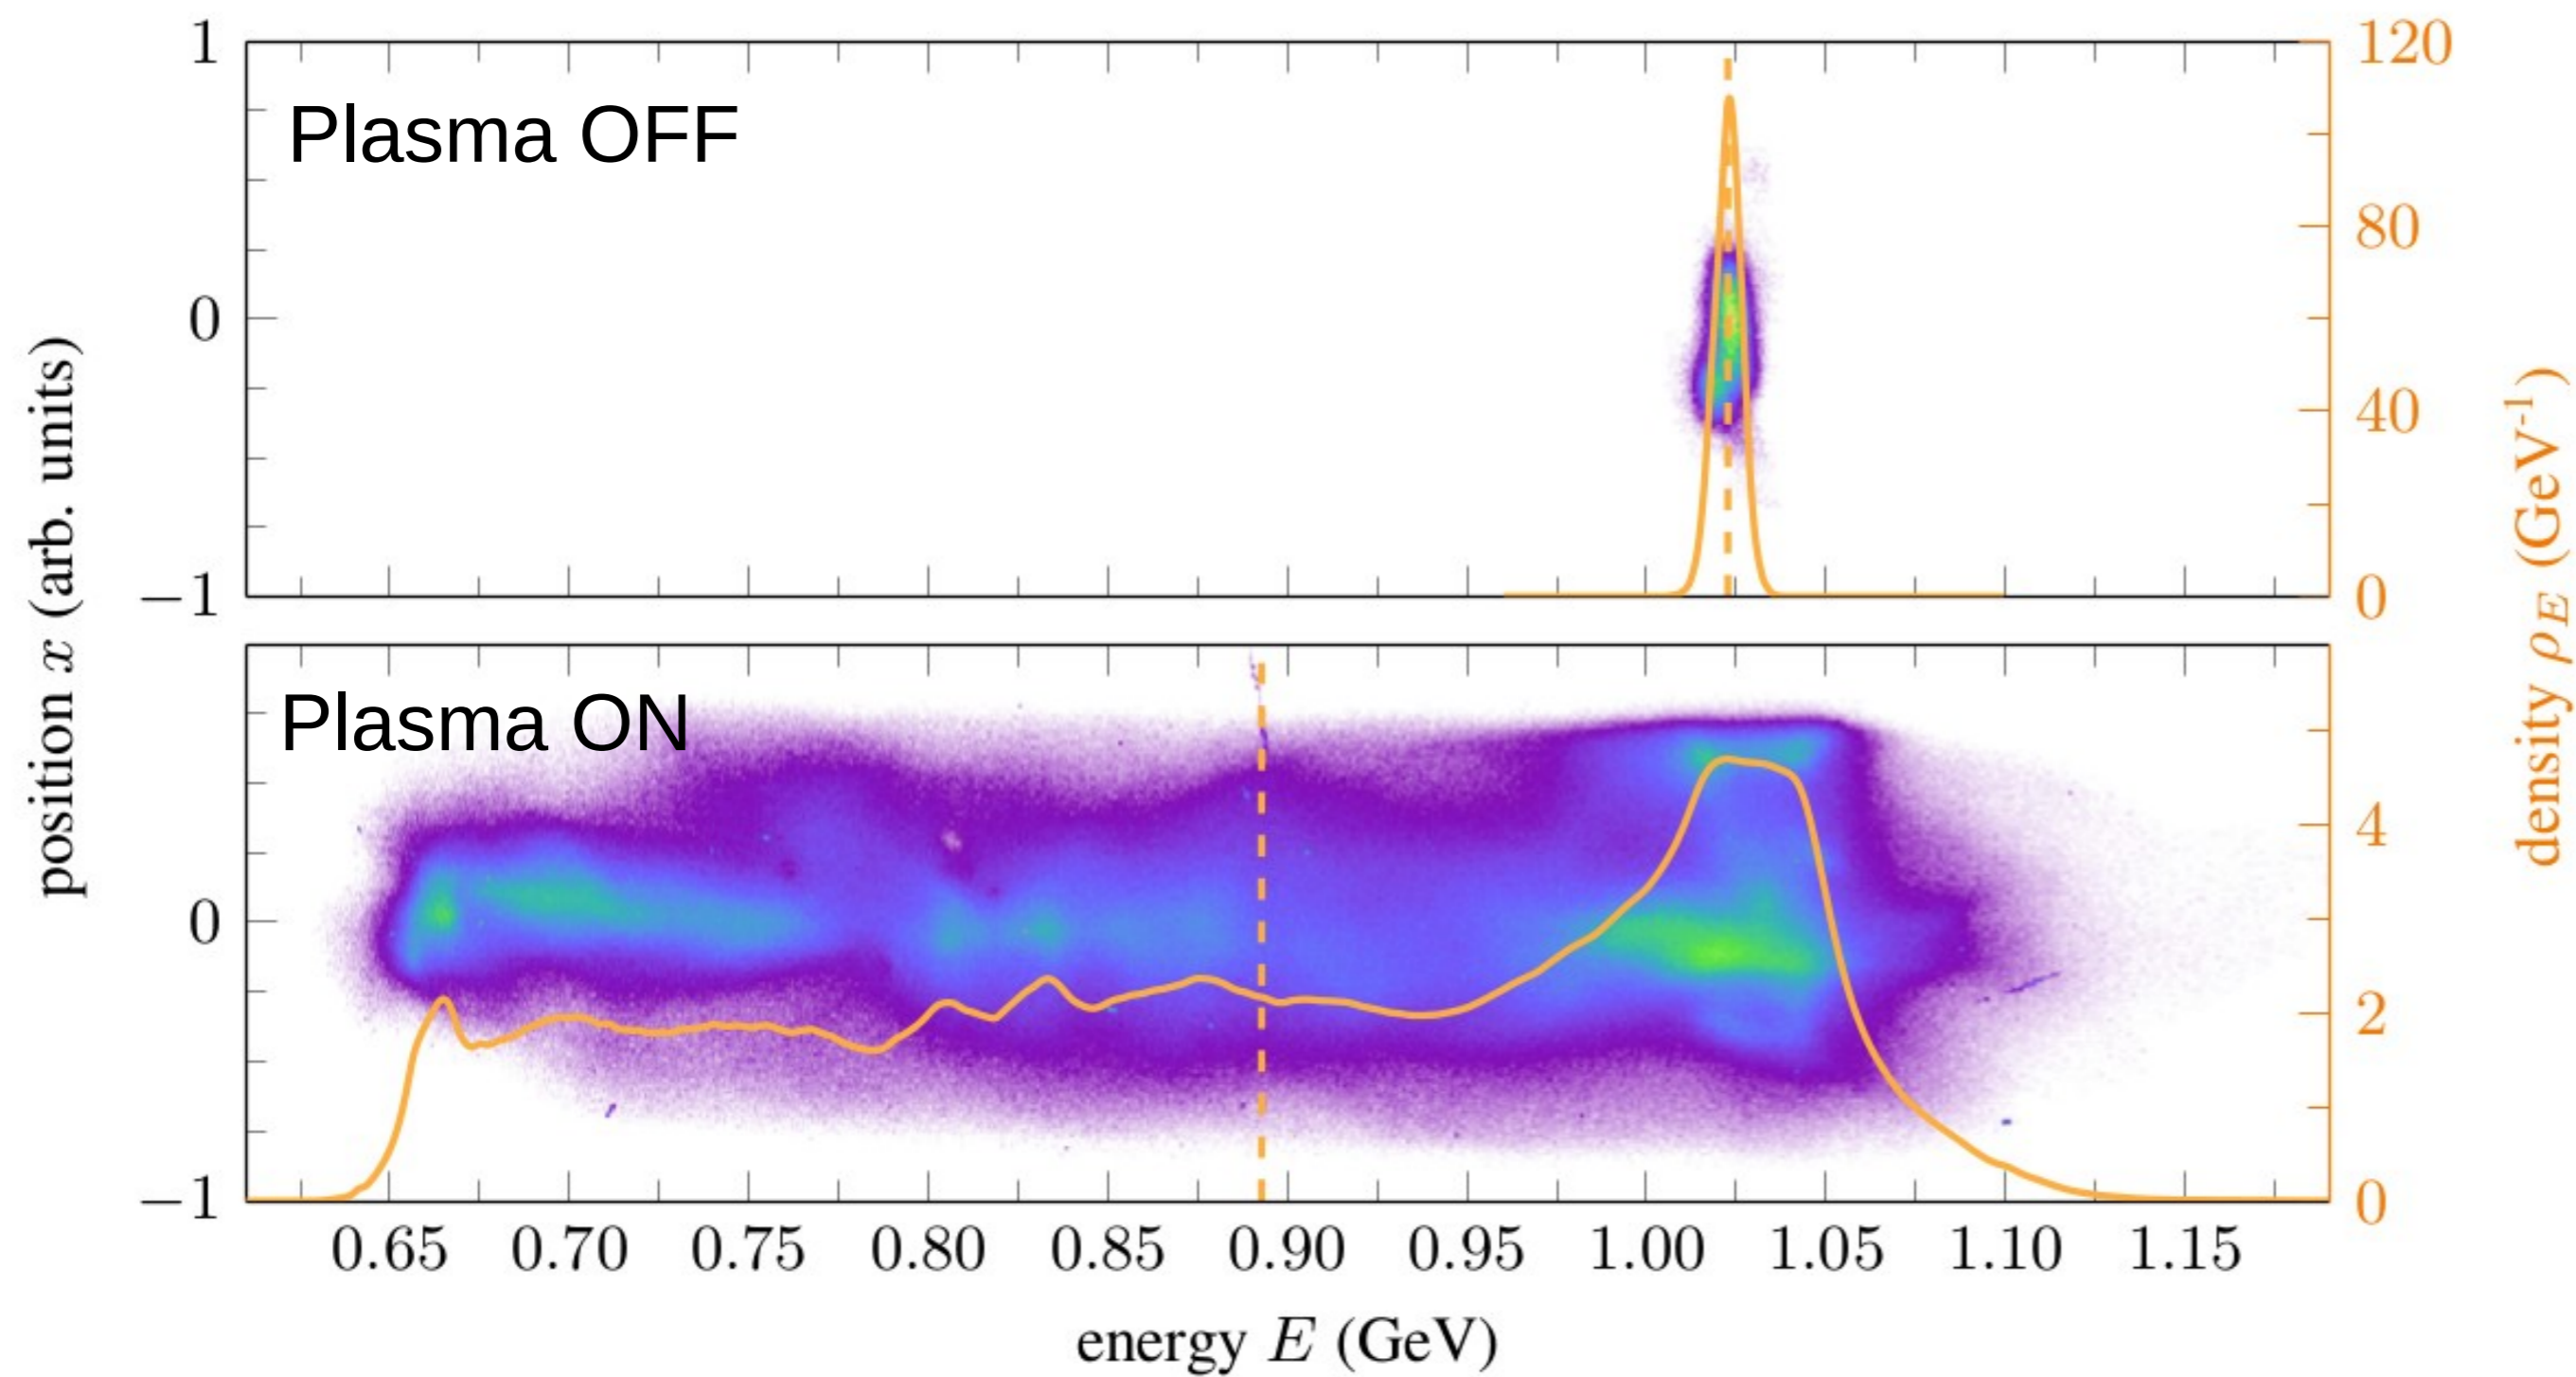 1
120
Plasma OFF
80
0
40
−1
0
position x (arb. units)
density ρE (GeV-1)
Plasma ON
4
0
2
−1
0
0.65 0.70 0.75 0.80 0.85 0.90 0.95 1.00 1.05 1.10 1.15
energy E (GeV)